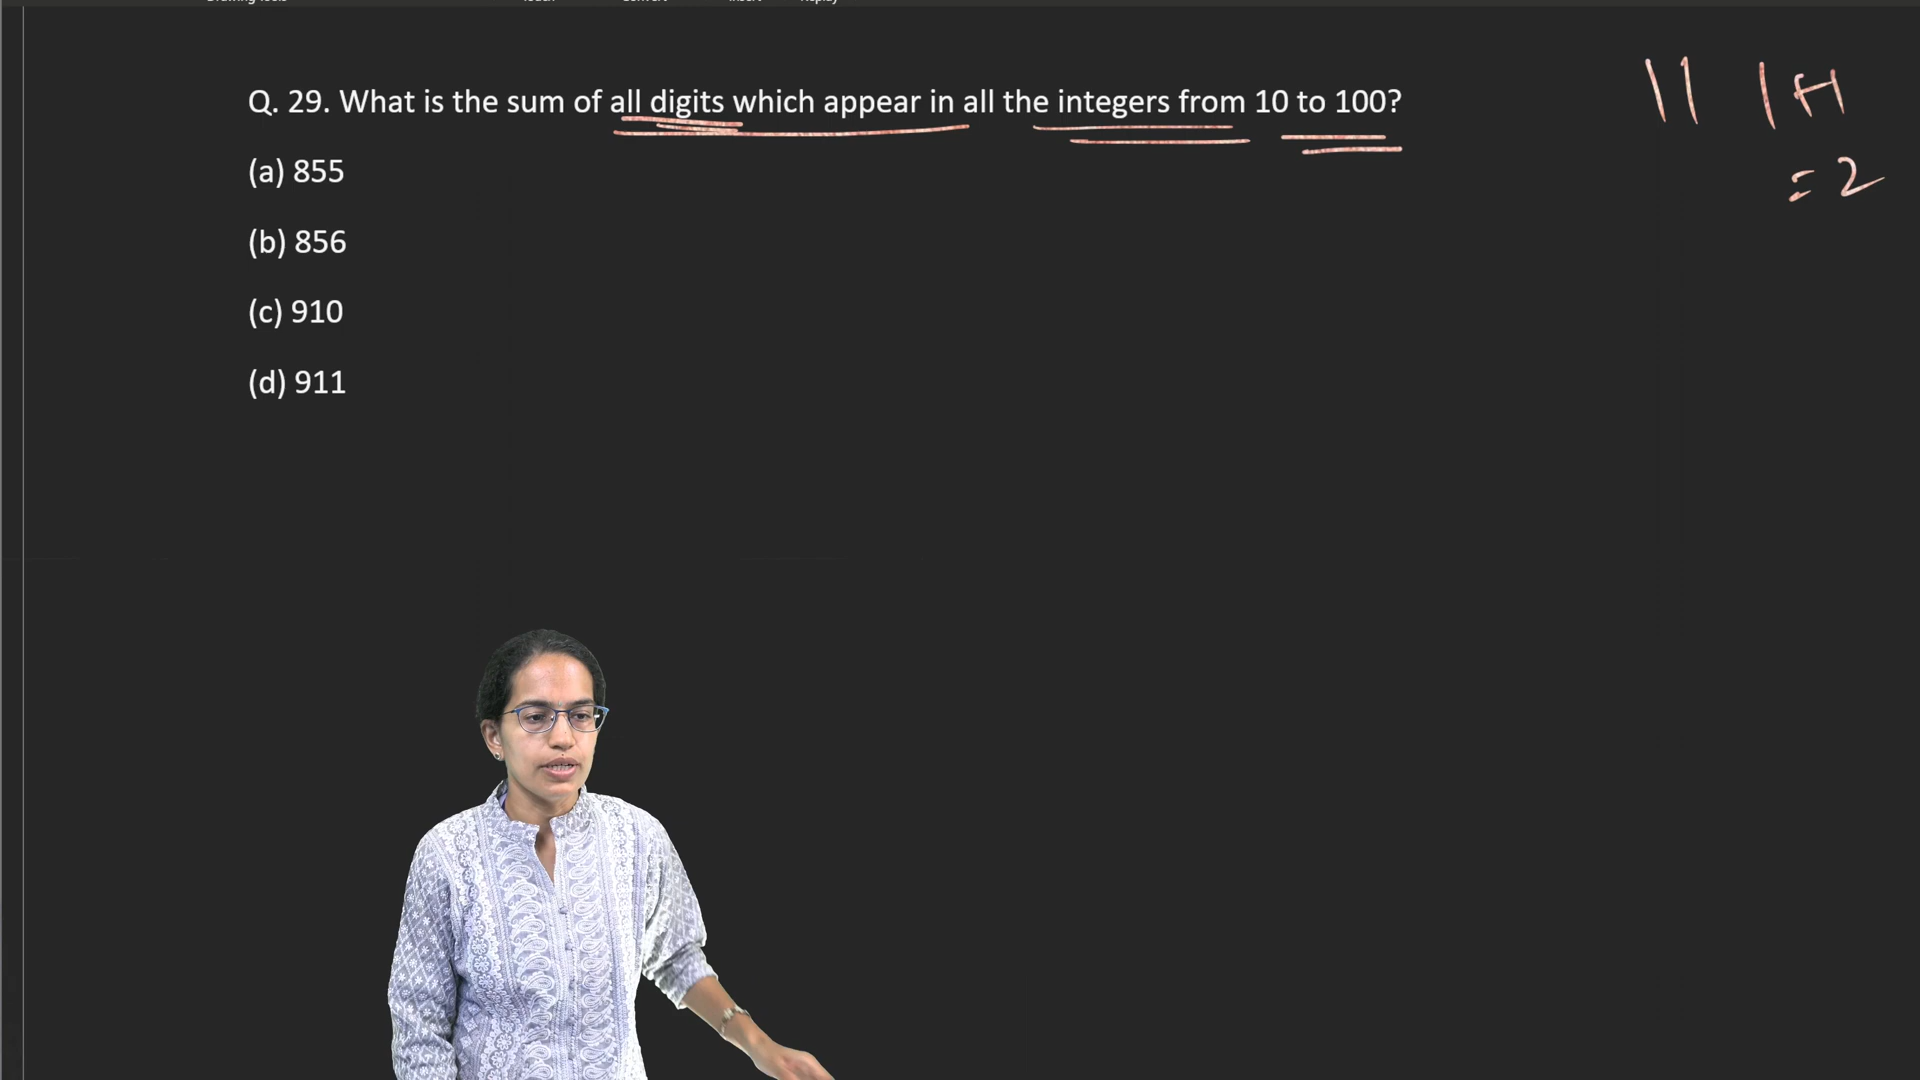 Q. 29. What is the sum of all digits which appear in all the integers from 10 to 100?
(a) 855
(b) 856
(c) 910
(d) 911
11 1+1
=2